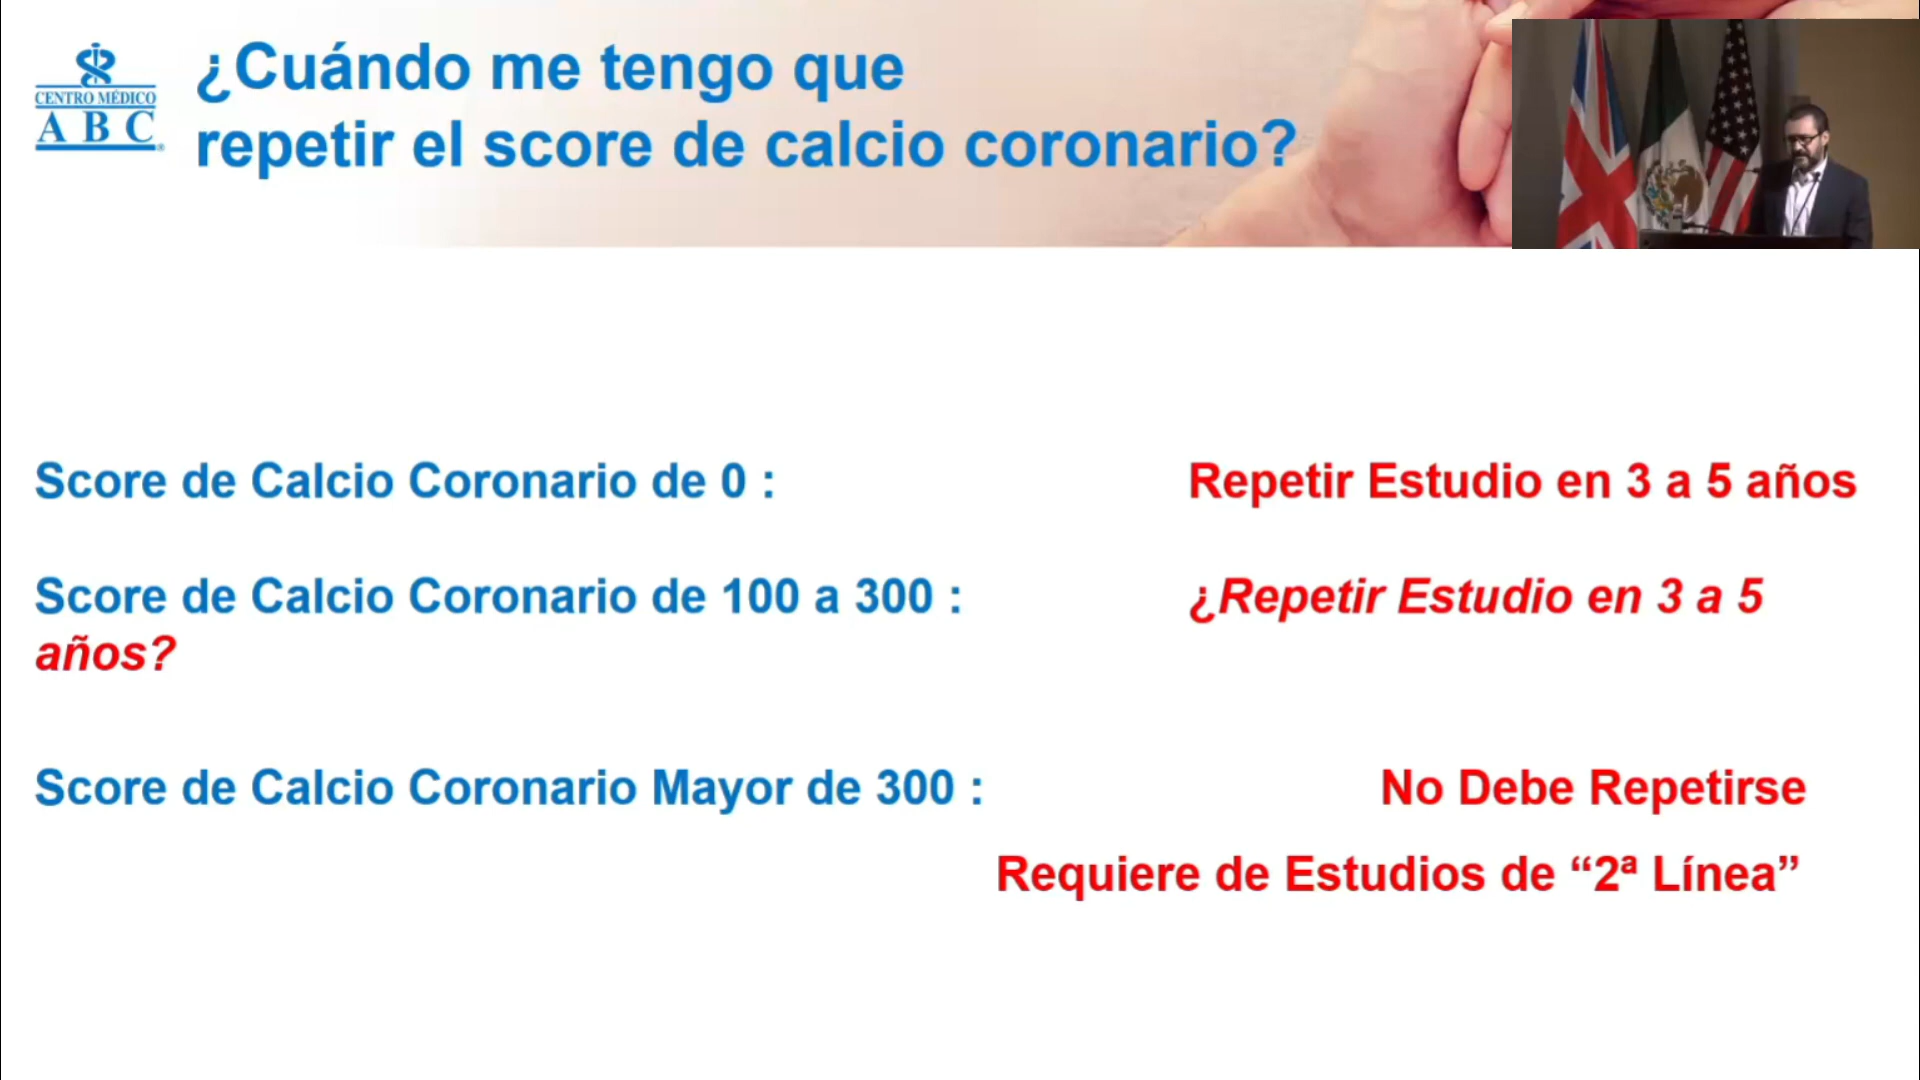 CENTRO MÉDICO
A B C
¿Cuándo me tengo que
repetir el score de calcio coronario?
Score de Calcio Coronario de 0 : Repetir Estudio en 3 a 5 años
Score de Calcio Coronario de 100 a 300 : ¿Repetir Estudio en 3 a 5
años?
Score de Calcio Coronario Mayor de 300 : No Debe Repetirse
Requiere de Estudios de “2ª Línea”